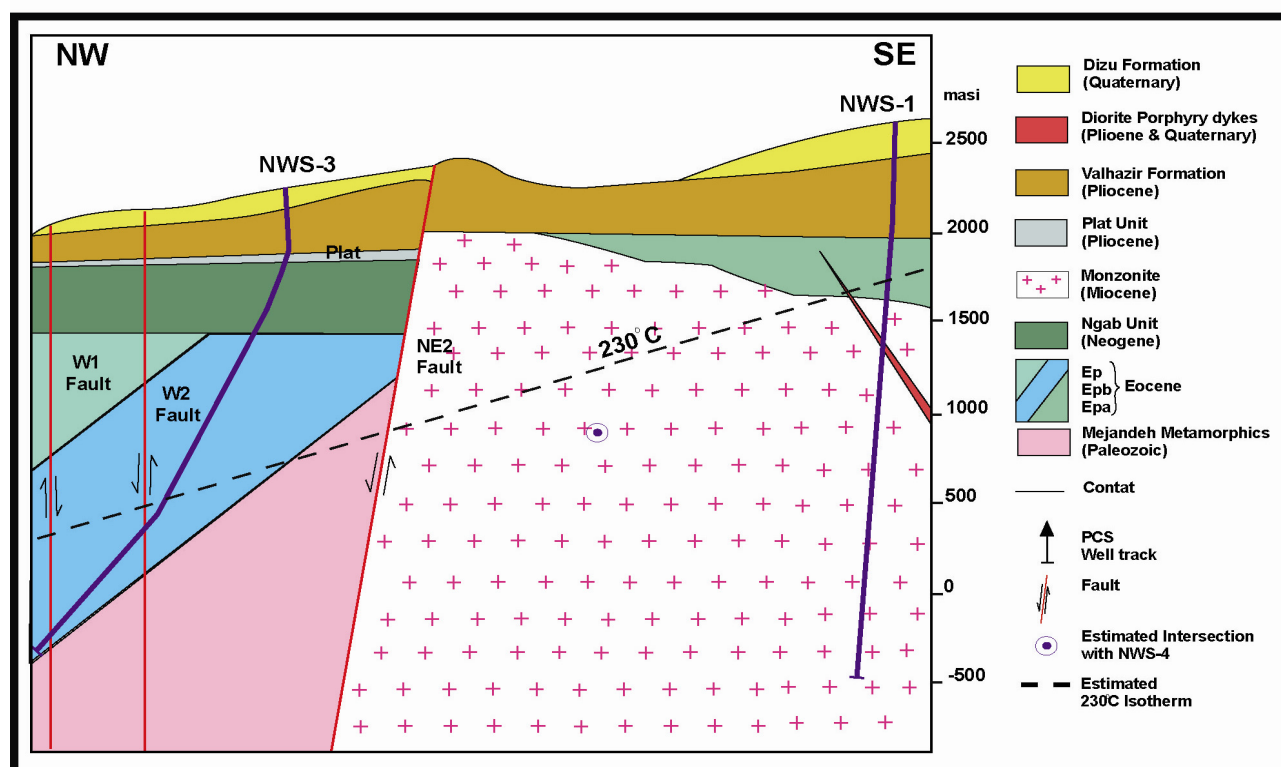 NW
SE
NWS-3
NWS-1
Plat
W1
Fault
W2
Fault
NE2
Fault
230°C
masi
2500
2000
1500
1000
500
0
-500
Dizu Formation
(Quaternary)
Diorite Porphyry dykes
(Plioene & Quaternary)
Valhazir Formation
(Pliocene)
Plat Unit
(Pliocene)
Monzonite
(Miocene)
Ngab Unit
(Neogene)
Ep
Epb
Epa
Eocene
Mejandeh Metamorphics
(Paleozoic)
Contat
PCS
Well track
Fault
Estimated Intersection
with NWS-4
Estimated
230°C Isotherm